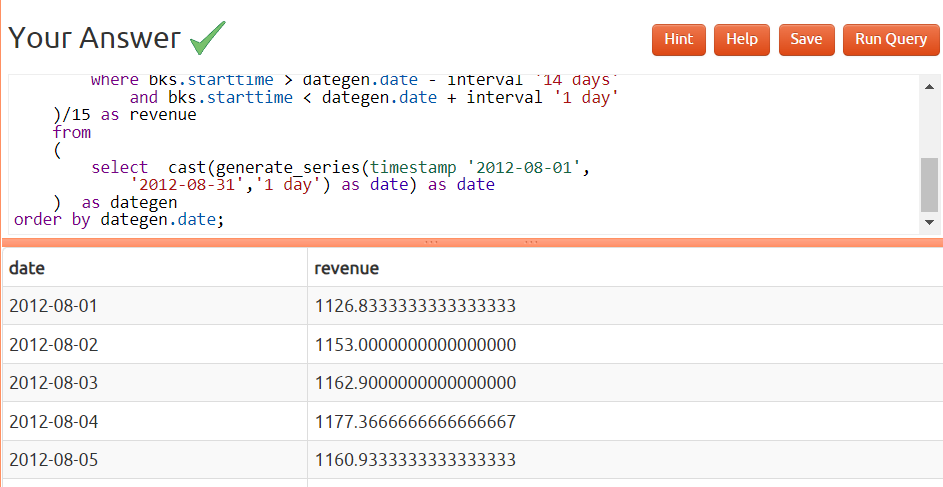 Your Answer
Hint Help Save Run Query
where bks.starttime > dategen.date - interval '14 days'
and bks.starttime < dategen.date + interval '1 day'
)/15 as revenue
from
(
select  cast(generate_series(timestamp '2012-08-01',
'2012-08-31','1 day') as date) as date
)  as dategen
order by dategen.date;
date revenue
2012-08-01 1126.8333333333333333
2012-08-02 1153.0000000000000000
2012-08-03 1162.9000000000000000
2012-08-04 1177.3666666666666667
2012-08-05 1160.9333333333333333